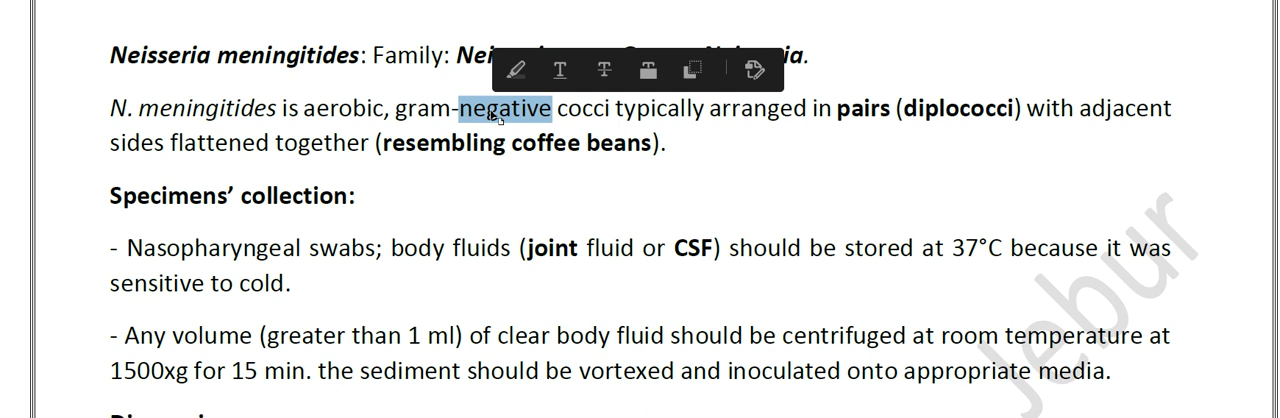 Neisseria meningitides: Family: Nei ia.
N. meningitides is aerobic, gram-negative cocci typically arranged in pairs (diplococci) with adjacent
sides flattened together (resembling coffee beans).
Specimens’ collection:
- Nasopharyngeal swabs; body fluids (joint fluid or CSF) should be stored at 37°C because it was
sensitive to cold.
- Any volume (greater than 1 ml) of clear body fluid should be centrifuged at room temperature at
1500xg for 15 min. the sediment should be vortexed and inoculated onto appropriate media.
Jebur